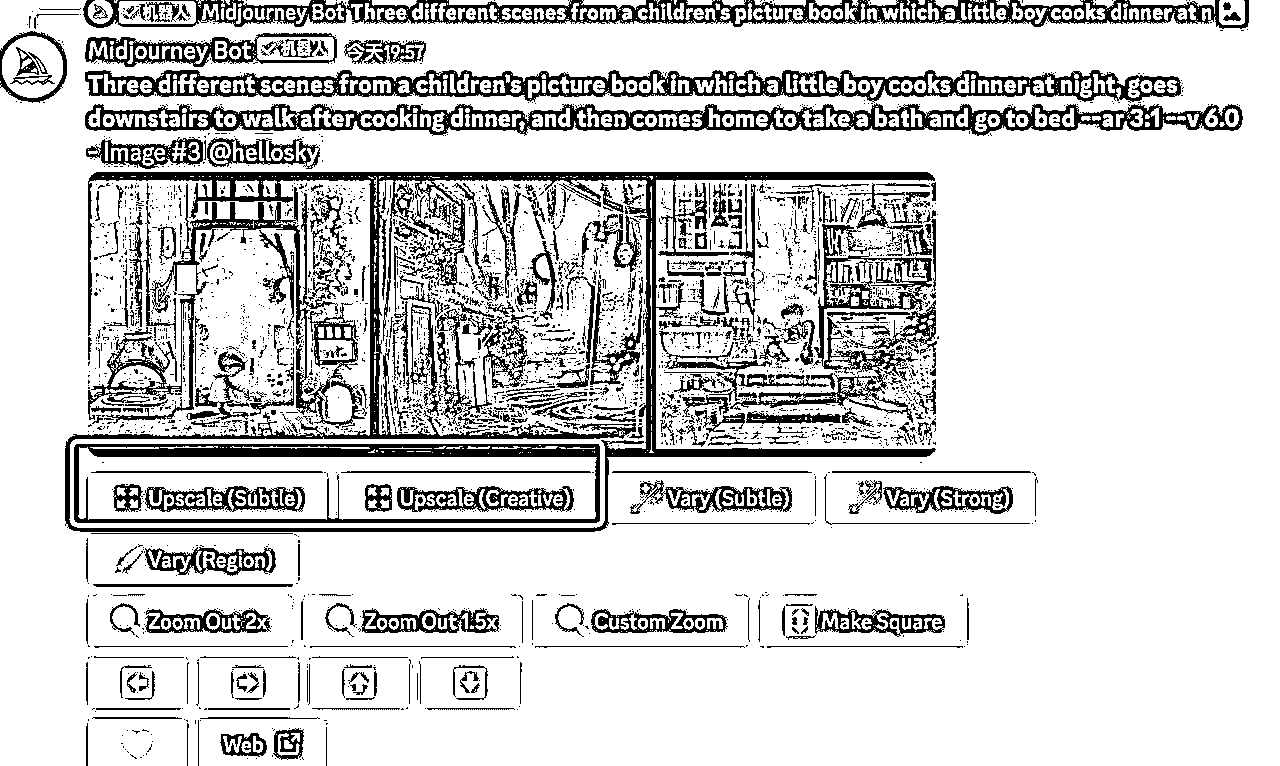 机器人 Midjourney Bot Three different scenes from a children's picture book in which a little boy cooks dinner at n
Midjourney Bot 机器人 今天19:57
Three different scenes from a children's picture book in which a little boy cooks dinner at night, goes
downstairs to walk after cooking dinner, and then comes home to take a bath and go to bed --ar 3:1 --v 6.0
- Image #3 @hellosky
Upscale (Subtle) Upscale (Creative) Vary (Subtle) Vary (Strong)
Vary (Region)
Zoom Out 2x Zoom Out 1.5x Custom Zoom Make Square
Web